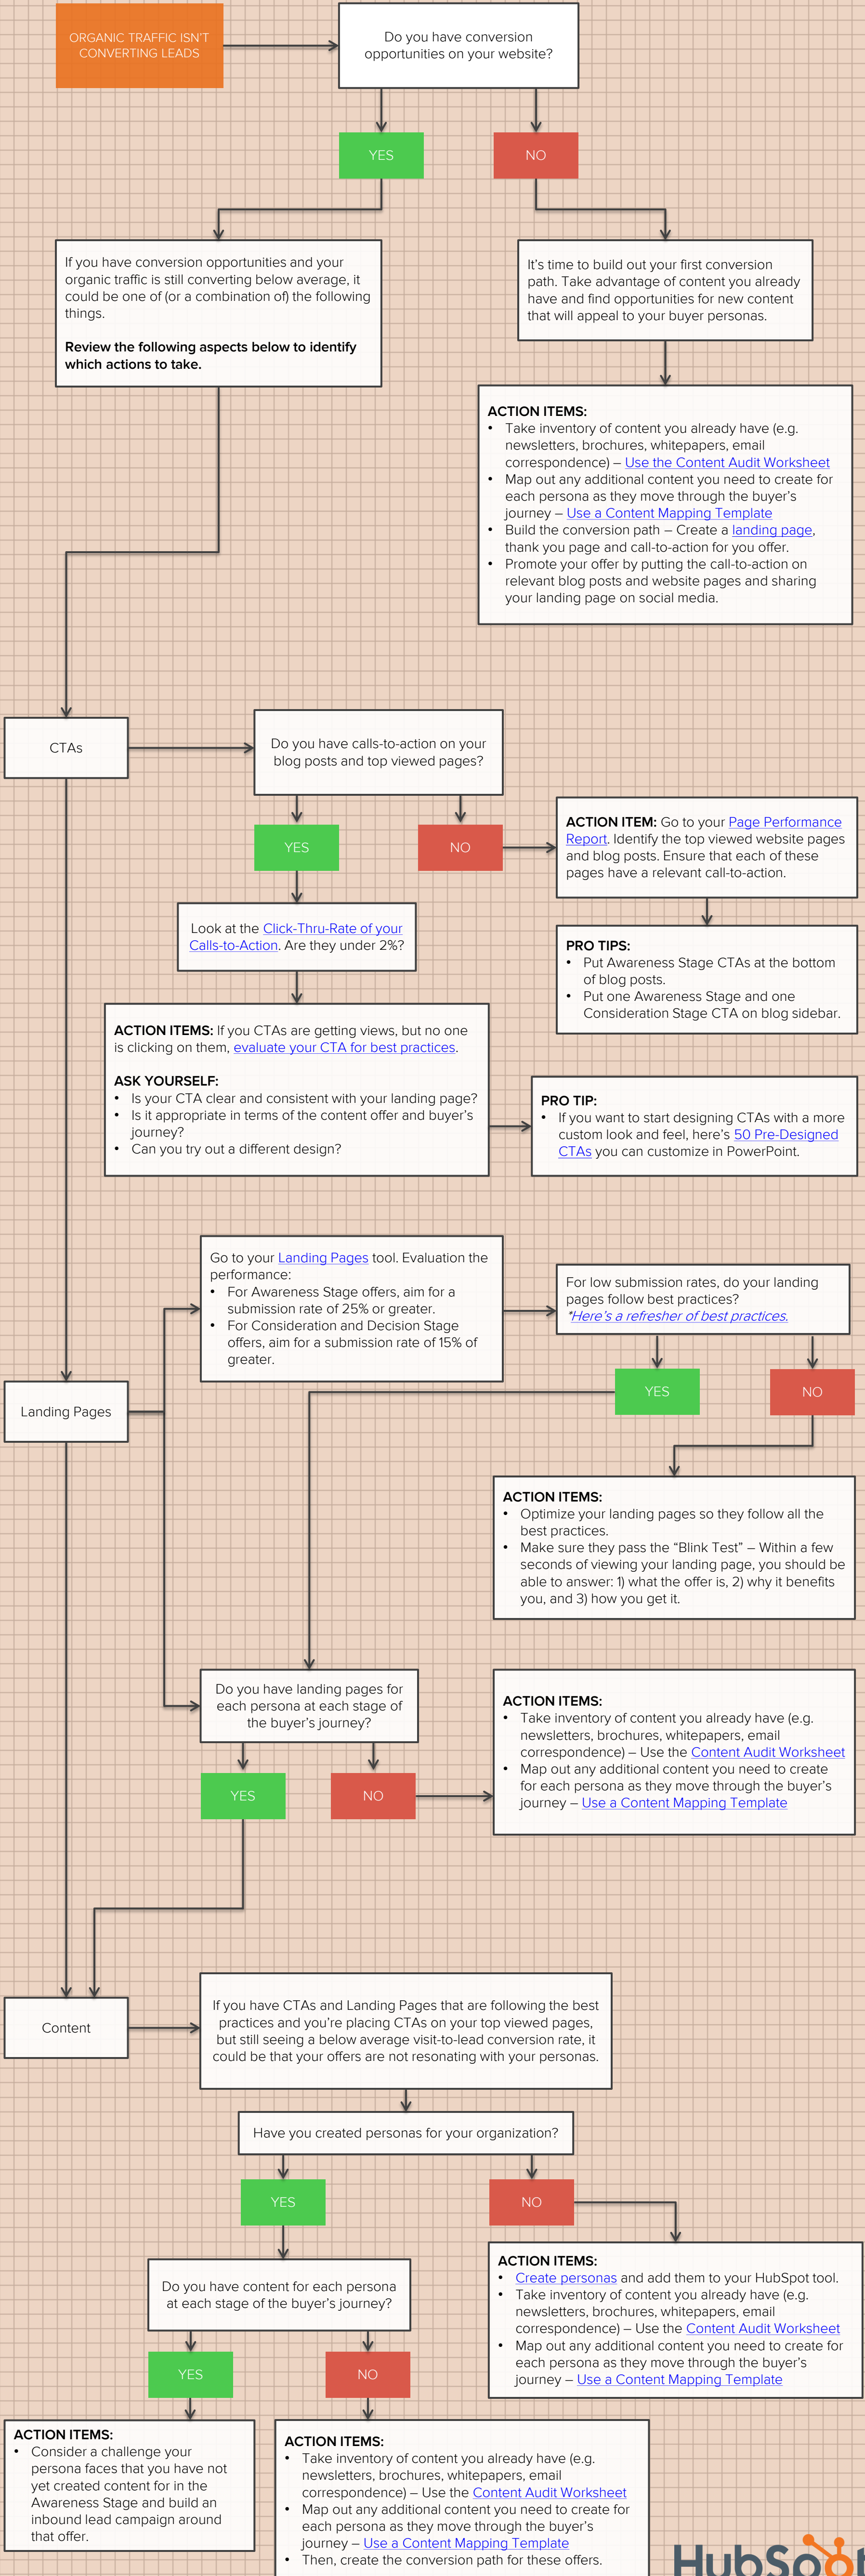 ORGANIC TRAFFIC ISN'T
CONVERTING LEADS
Do you have conversion
opportunities on your website?
YES
NO
If you have conversion opportunities and your
organic traffic is still converting below average, it
could be one of (or a combination of) the following
things.
Review the following aspects below to identify
which actions to take.
It's time to build out your first conversion
path. Take advantage of content you already
have and find opportunities for new content
that will appeal to your buyer personas.
ACTION ITEMS:
• Take inventory of content you already have (e.g.
newsletters, brochures, whitepapers, email
correspondence) – Use the Content Audit Worksheet
• Map out any additional content you need to create for
each persona as they move through the buyer's
journey – Use a Content Mapping Template
• Build the conversion path – Create a landing page,
thank you page and call-to-action for you offer.
• Promote your offer by putting the call-to-action on
relevant blog posts and website pages and sharing
your landing page on social media.
CTAs
Do you have calls-to-action on your
blog posts and top viewed pages?
YES
NO
ACTION ITEM: Go to your Page Performance
Report. Identify the top viewed website pages
and blog posts. Ensure that each of these
pages have a relevant call-to-action.
Look at the Click-Thru-Rate of your
Calls-to-Action. Are they under 2%?
PRO TIPS:
• Put Awareness Stage CTAs at the bottom
of blog posts.
• Put one Awareness Stage and one
Consideration Stage CTA on blog sidebar.
ACTION ITEMS: If you CTAs are getting views, but no one
is clicking on them, evaluate your CTA for best practices.
ASK YOURSELF:
• Is your CTA clear and consistent with your landing page?
• Is it appropriate in terms of the content offer and buyer's
journey?
• Can you try out a different design?
PRO TIP:
• If you want to start designing CTAs with a more
custom look and feel, here's 50 Pre-Designed
CTAs you can customize in PowerPoint.
Go to your Landing Pages tool. Evaluation the
performance:
• For Awareness Stage offers, aim for a
submission rate of 25% or greater.
• For Consideration and Decision Stage
offers, aim for a submission rate of 15% of
greater.
For low submission rates, do your landing
pages follow best practices?
*Here's a refresher of best practices.
Landing Pages
YES
NO
ACTION ITEMS:
• Optimize your landing pages so they follow all the
best practices.
• Make sure they pass the "Blink Test" – Within a few
seconds of viewing your landing page, you should be
able to answer: 1) what the offer is, 2) why it benefits
you, and 3) how you get it.
Do you have landing pages for
each persona at each stage of
the buyer's journey?
YES
NO
ACTION ITEMS:
• Take inventory of content you already have (e.g.
newsletters, brochures, whitepapers, email
correspondence) – Use the Content Audit Worksheet
• Map out any additional content you need to create
for each persona as they move through the buyer's
journey – Use a Content Mapping Template
Content
If you have CTAs and Landing Pages that are following the best
practices and you're placing CTAs on your top viewed pages,
but still seeing a below average visit-to-lead conversion rate, it
could be that your offers are not resonating with your personas.
Have you created personas for your organization?
YES
NO
Do you have content for each persona
at each stage of the buyer's journey?
ACTION ITEMS:
• Create personas and add them to your HubSpot tool.
• Take inventory of content you already have (e.g.
newsletters, brochures, whitepapers, email
correspondence) – Use the Content Audit Worksheet
• Map out any additional content you need to create for
each persona as they move through the buyer's
journey – Use a Content Mapping Template
YES
NO
ACTION ITEMS:
• Consider a challenge your
persona faces that you have not
yet created content for in the
Awareness Stage and build an
inbound lead campaign around
that offer.
ACTION ITEMS:
• Take inventory of content you already have (e.g.
newsletters, brochures, whitepapers, email
correspondence) – Use the Content Audit Worksheet
• Map out any additional content you need to create for
each persona as they move through the buyer's
journey – Use a Content Mapping Template
• Then, create the conversion path for these offers.
HubSpot